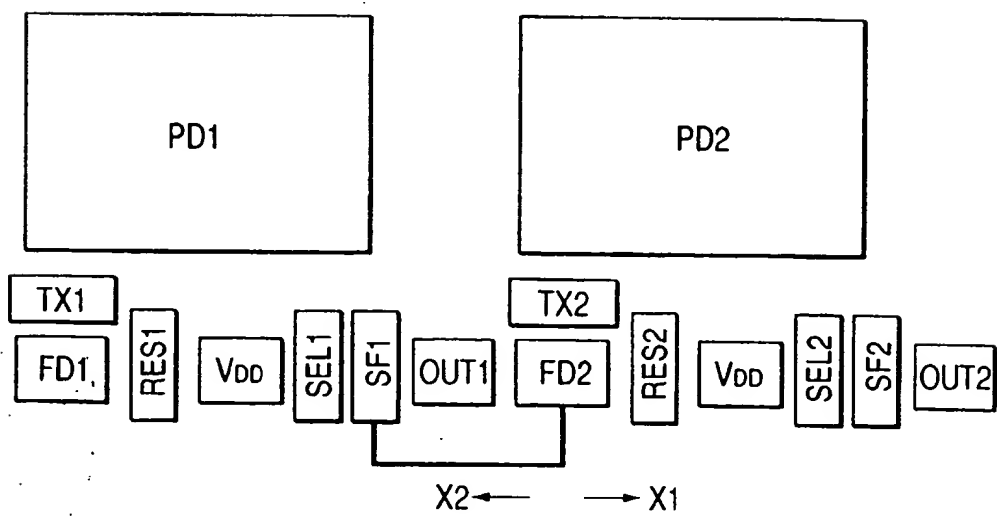 PD1 PD2
TX1 TX2
FD1 RES1 VDD SEL1 SF1 OUT1 FD2 RES2 VDD SEL2 SF2 OUT2
X2 X1